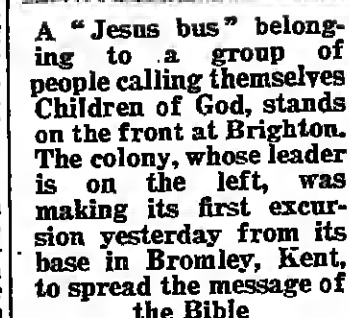 A “Jesus bus” belong-
ing to a group of
people calling themselves
Children of God, stands
on the front at Brighton.
The colony, whose leader
is on the left, was
making its first excur-
sion yesterday from its
base in Bromley, Kent,
to spread the message of
the Bible